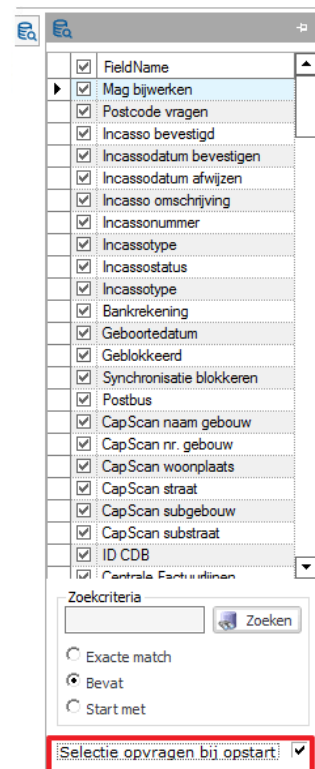 FieldName
Mag bijwerken
Postcode vragen
Incasso bevestigd
Incassodatum bevestigen
Incassodatum afwijzen
Incasso omschrijving
Incassonummer
Incassotype
Incassostatus
Incassotype
Bankrekening
Geboortedatum
Geblokkeerd
Synchronisatie blokkeren
Postbus
CapScan naam gebouw
CapScan nr. gebouw
CapScan woonplaats
CapScan straat
CapScan subgebouw
CapScan substraat
ID CDB
Centrale Factuurlijnen
Zoekcriteria
Zoeken
Exacte match
Bevat
Start met
Selectie opvragen bij opstart